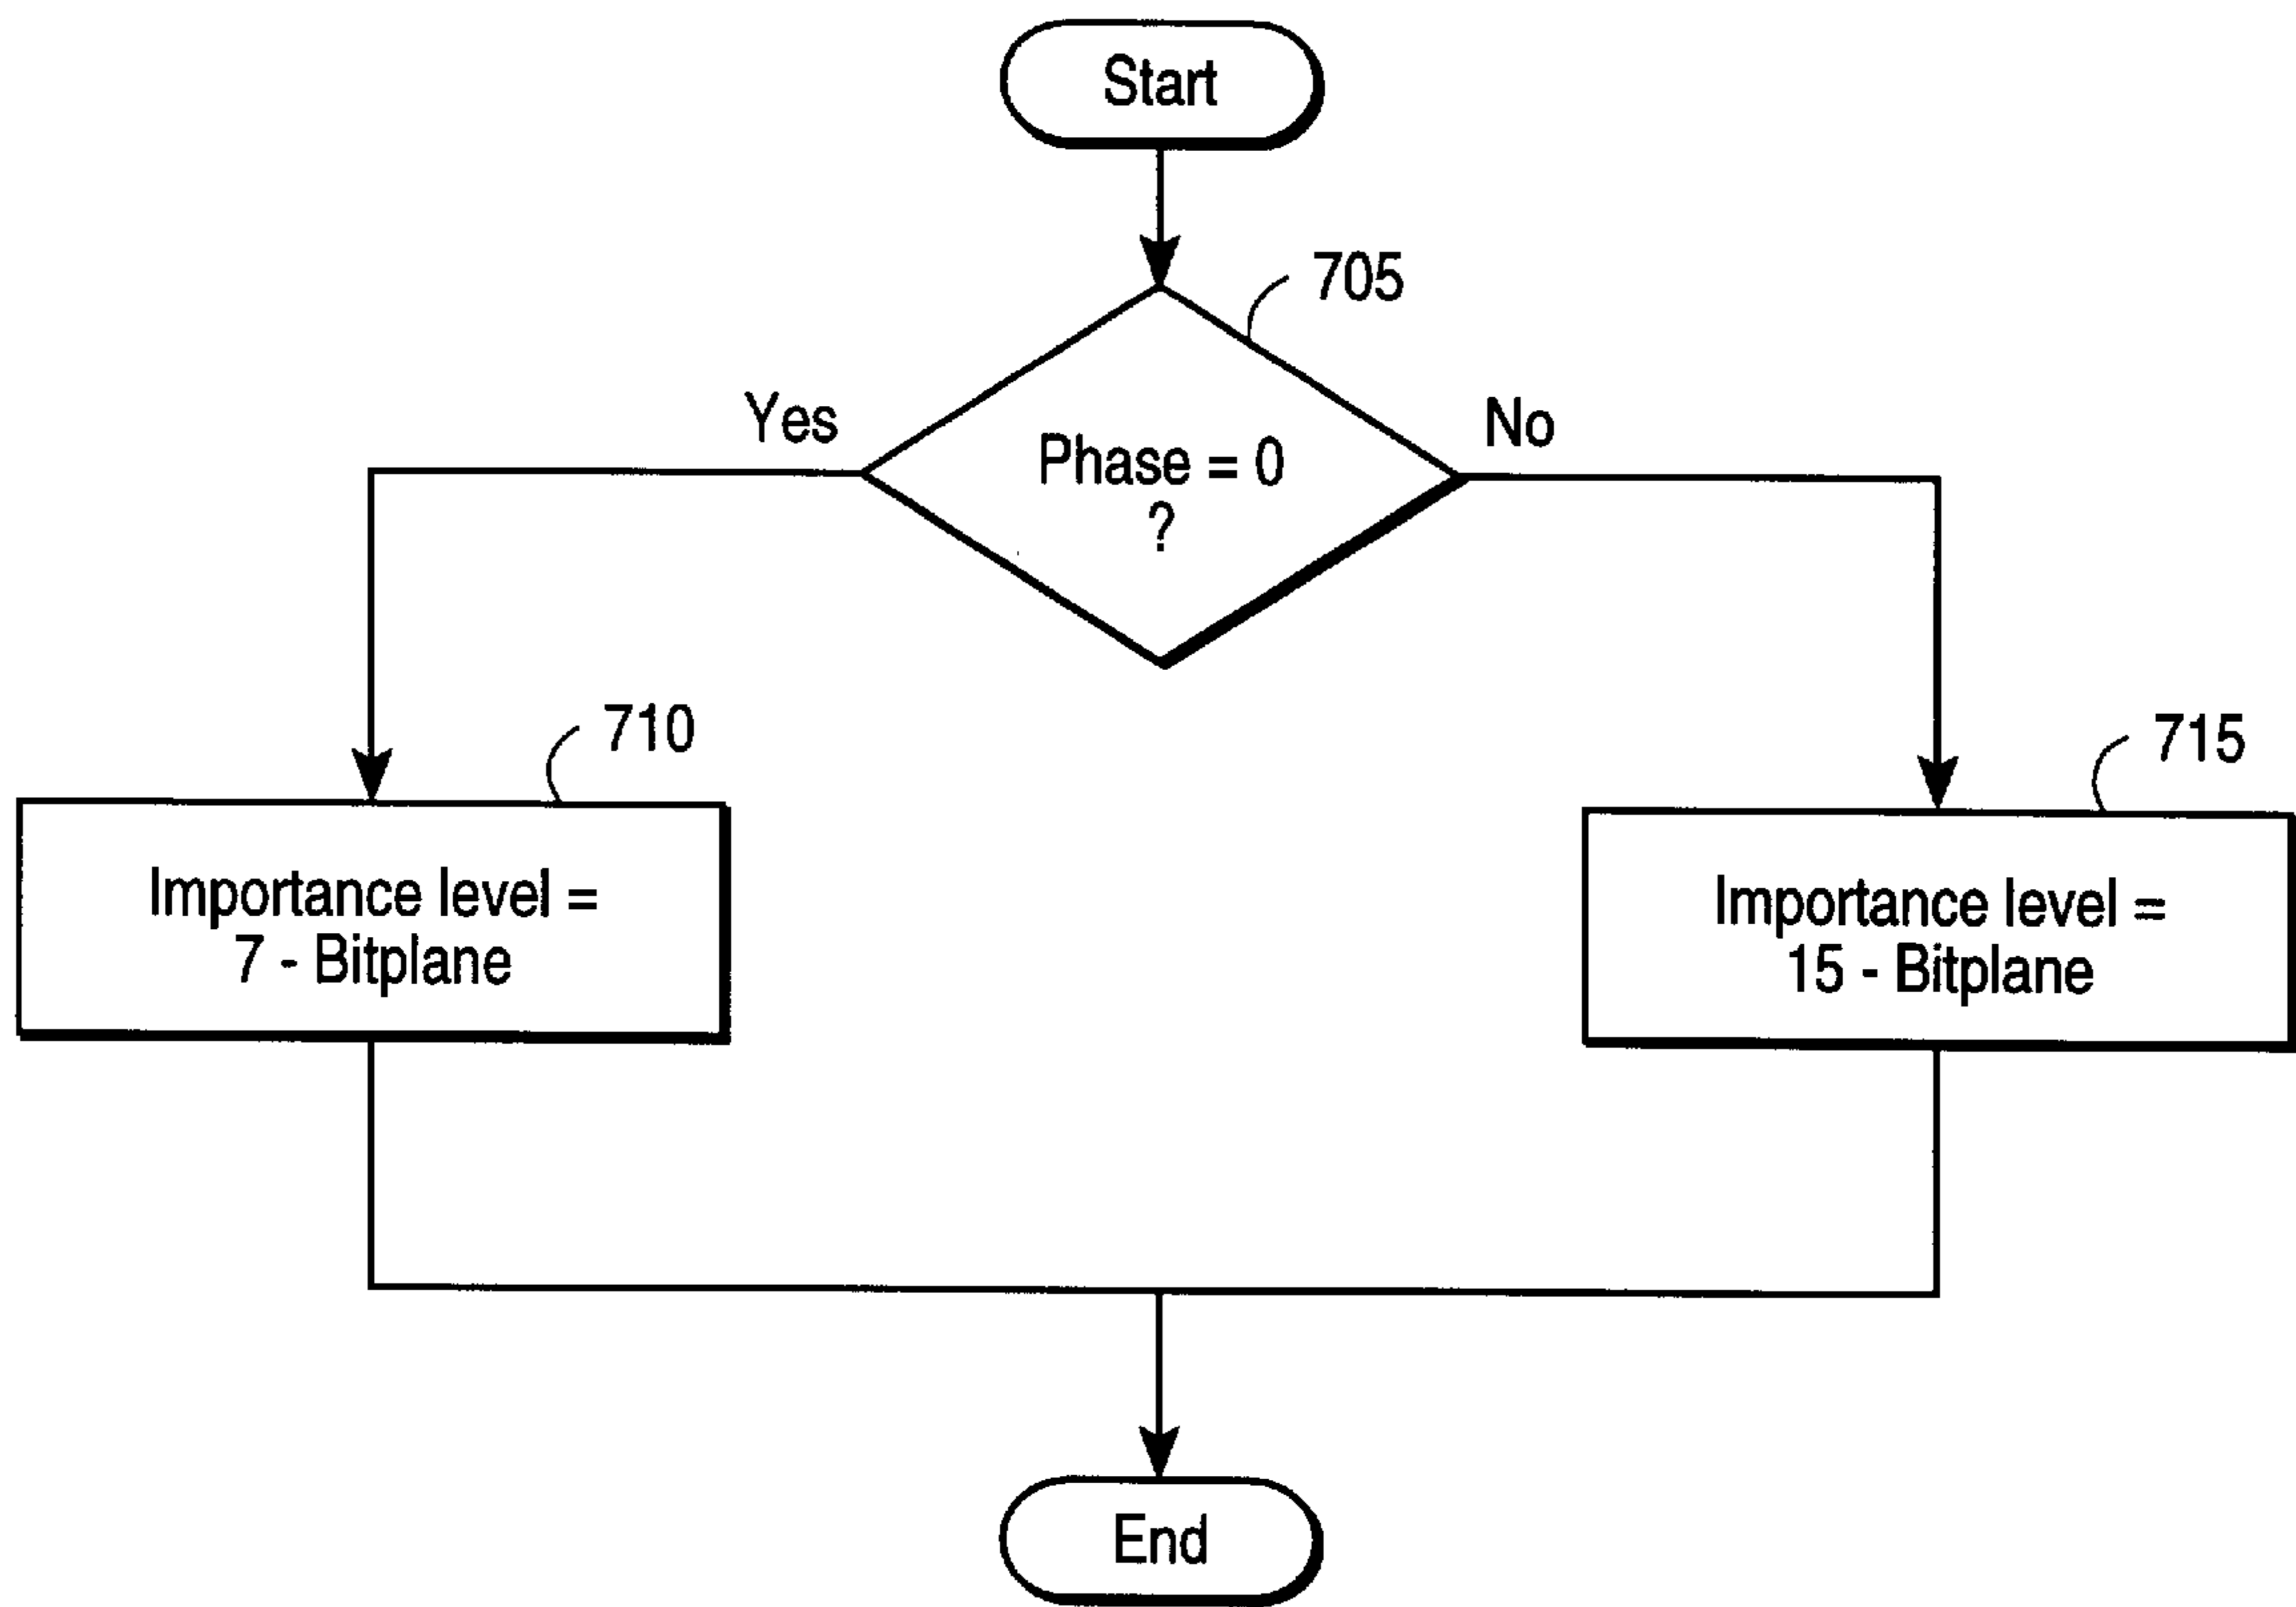 Start
705
Yes
No
Phase = 0
?
710
715
Importance level =
7 - Bitplane
Importance level =
15 - Bitplane
End